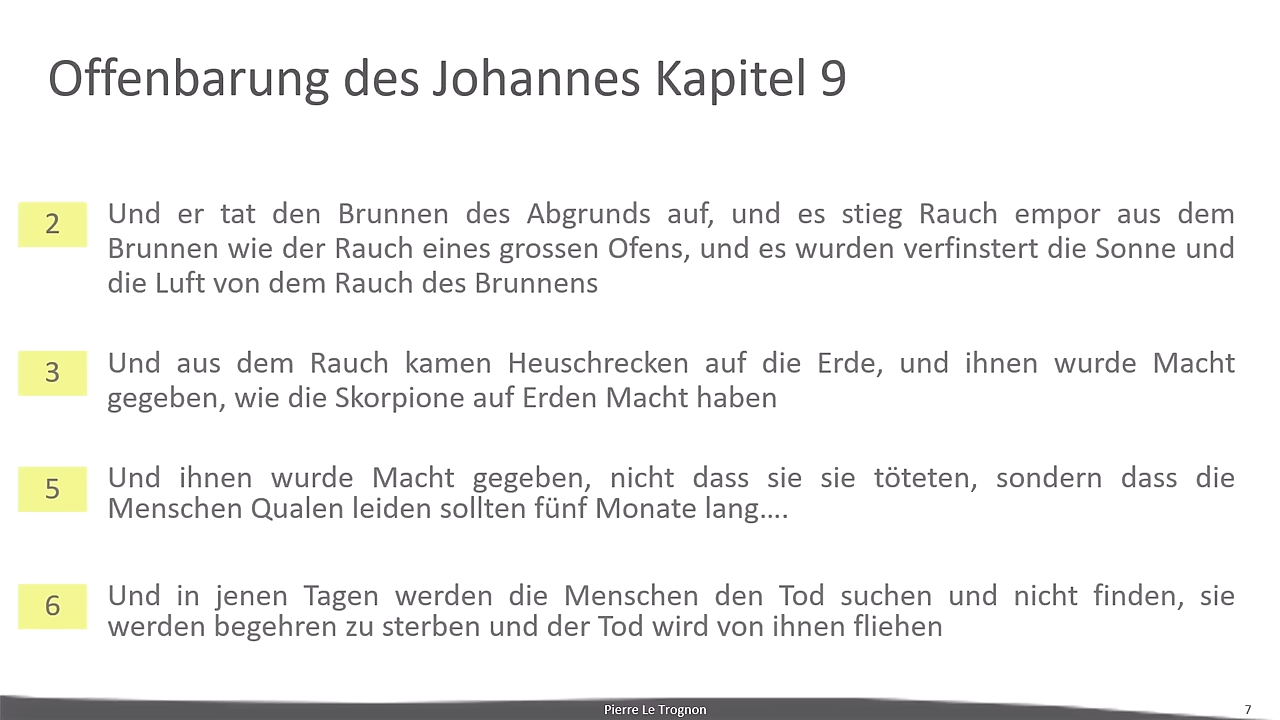 Offenbarung des Johannes Kapitel 9
2
Und er tat den Brunnen des Abgrunds auf, und es stieg Rauch empor aus dem
Brunnen wie der Rauch eines grossen Ofens, und es wurden verfinstert die Sonne und
die Luft von dem Rauch des Brunnens
3
Und aus dem Rauch kamen Heuschrecken auf die Erde, und ihnen wurde Macht
gegeben, wie die Skorpione auf Erden Macht haben
5
Und ihnen wurde Macht gegeben, nicht dass sie sie töteten, sondern dass die
Menschen Qualen leiden sollten fünf Monate lang....
6
Und in jenen Tagen werden die Menschen den Tod suchen und nicht finden, sie
werden begehren zu sterben und der Tod wird von ihnen fliehen
Pierre Le Trognon
7